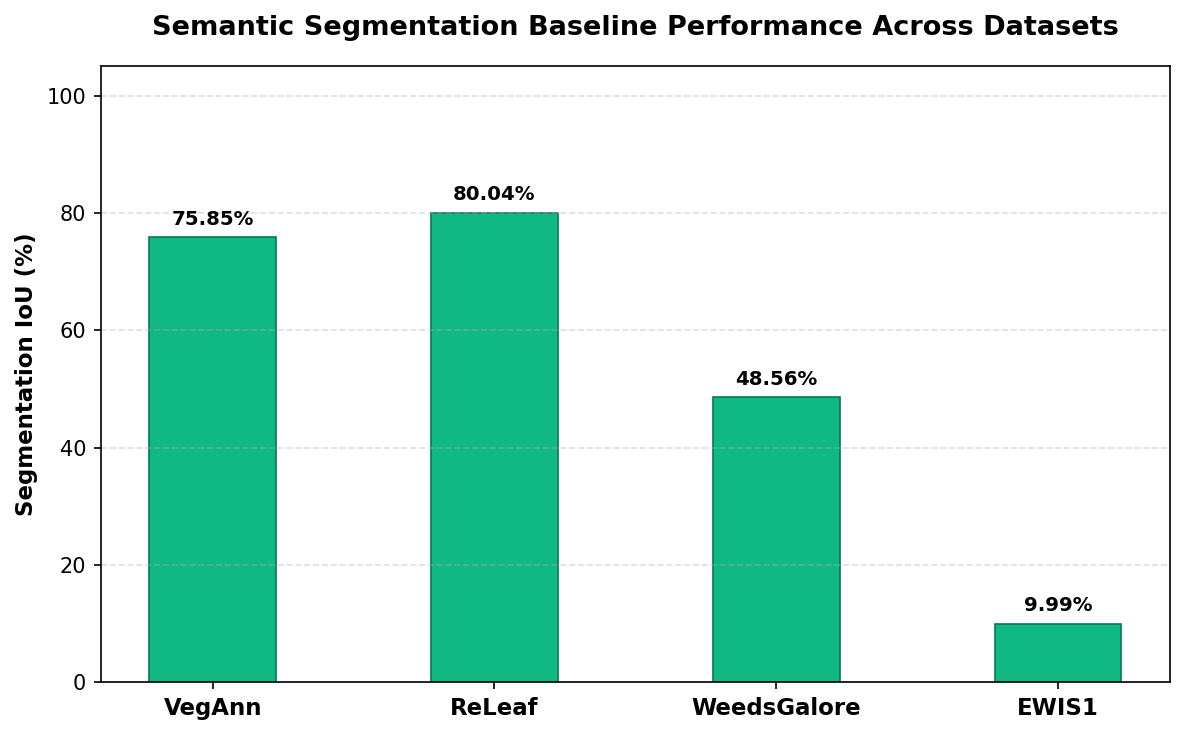 Semantic Segmentation Baseline Performance Across Datasets
Segmentation IoU (%)
100
80
60
40
20
0
75.85%
80.04%
48.56%
9.99%
VegAnn
ReLeaf
WeedsGalore
EWIS1